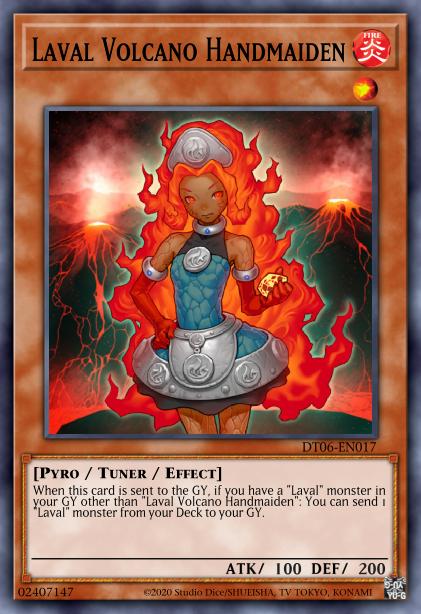 LAVAL VOLCANO HANDMAIDEN
FIRE
炎
DT06-EN017
[PYRO / TUNER / EFFECT]
When this card is sent to the GY, if you have a "Laval" monster in
your GY other than "Laval Volcano Handmaiden": You can send 1
"Laval" monster from your Deck to your GY.
ATK/ 100 DEF/ 200
02407147
©2020 Studio Dice/SHUEISHA, TV TOKYO, KONAMI